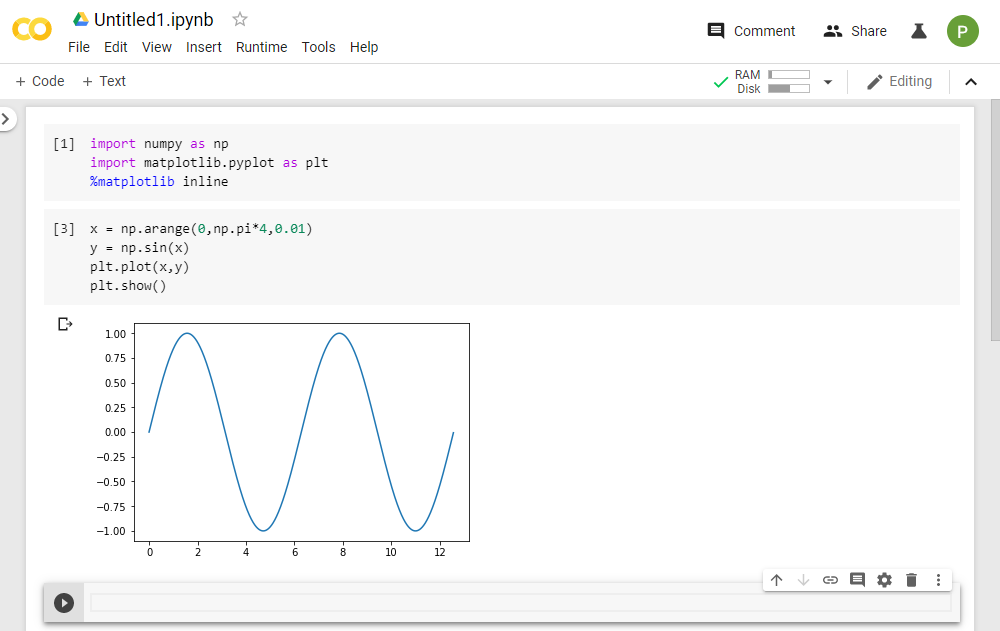 Untitled1.ipynb
Comment Share P
File Edit View Insert Runtime Tools Help
+ Code + Text
RAM
Disk
Editing
[1] import numpy as np
import matplotlib.pyplot as plt
%matplotlib inline
[3] x = np.arange(0,np.pi*4,0.01)
y = np.sin(x)
plt.plot(x,y)
plt.show()
1.00
0.75
0.50
0.25
0.00
−0.25
−0.50
−0.75
−1.00
0 2 4 6 8 10 12